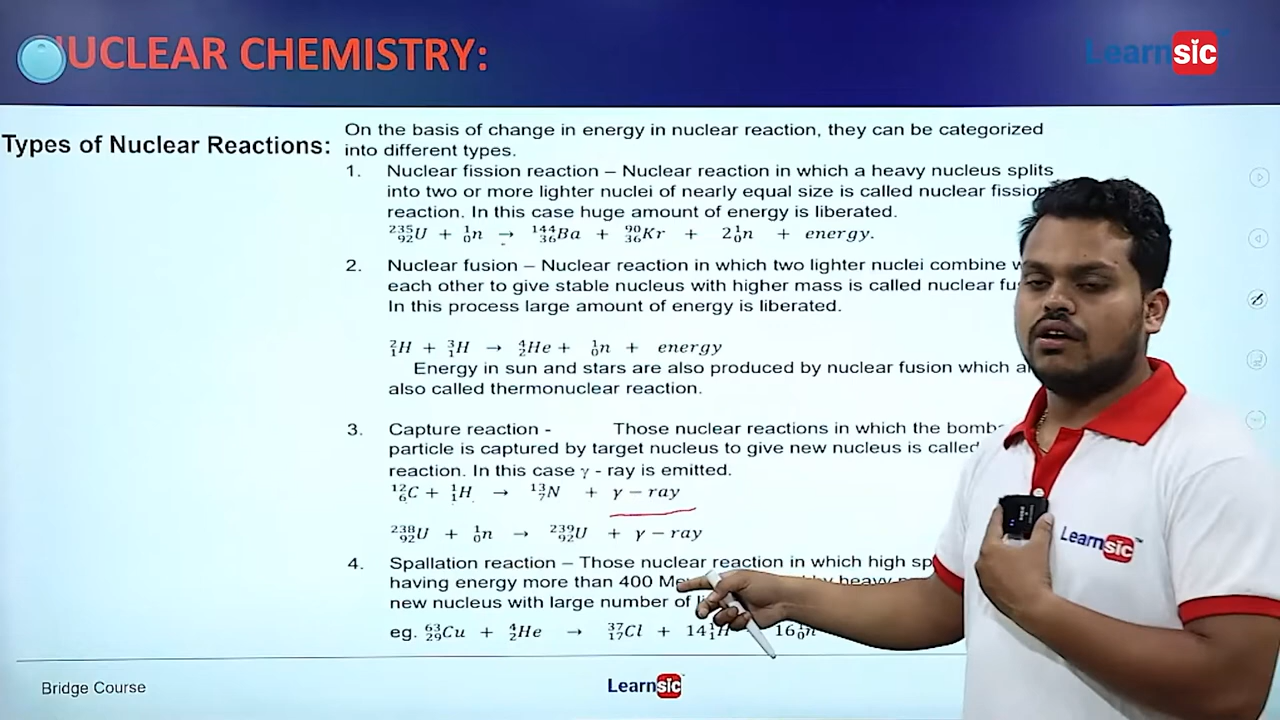 NUCLEAR CHEMISTRY:
Learnsic
Types of Nuclear Reactions:
On the basis of change in energy in nuclear reaction, they can be categorized
into different types.
1. Nuclear fission reaction – Nuclear reaction in which a heavy nucleus splits
into two or more lighter nuclei of nearly equal size is called nuclear fission
reaction. In this case huge amount of energy is liberated.
²³⁵₉₂U + ¹₀n → ¹⁴⁴₃₆Ba + ⁹⁰₃₆Kr + 2¹₀n + energy.
2. Nuclear fusion – Nuclear reaction in which two lighter nuclei combine
each other to give stable nucleus with higher mass is called nuclear
In this process large amount of energy is liberated.
²₁H + ³₁H → ⁴₂He + ¹₀n + energy
Energy in sun and stars are also produced by nuclear fusion which
also called thermonuclear reaction.
3. Capture reaction - Those nuclear reactions in which the
particle is captured by target nucleus to give new nucleus is called
reaction. In this case γ - ray is emitted.
¹²₆C + ¹₁H → ¹³₇N + γ – ray
²³⁸₉₂U + ¹₀n → ²³⁹₉₂U + γ – ray
4. Spallation reaction – Those nuclear reaction in which high
having energy more than 400 by heavy
new nucleus with large number of
eg. ⁶³₂₉Cu + ⁴₂He → ³⁷₁₇Cl + 14¹₁H 16¹₀n
Learnsic
Bridge Course
Learnsic